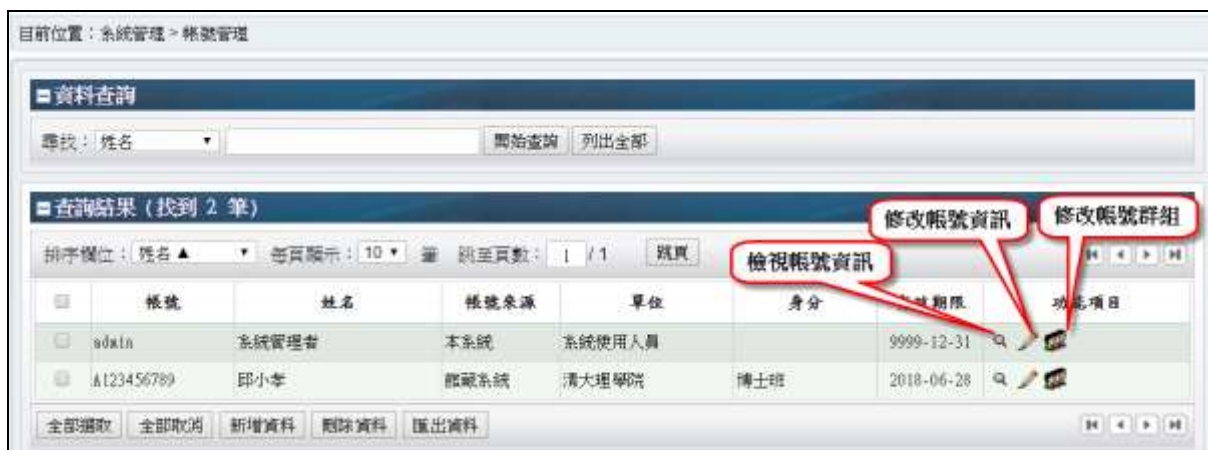 目前位置：系統管理 > 帳號管理
資料查詢
尋找： 姓名 開始查詢 列出全部
查詢結果 (找到 2 筆)
修改帳號資訊 修改帳號群組
排序欄位： 姓名▲ 每頁顯示： 10 筆 跳至頁數： 1 / 1 跳頁
檢視帳號資訊
帳號 姓名 帳號來源 單位 身分 期限 功能項目
admin 系統管理者 本系統 系統使用人員 9999-12-31
A123456789 邱小孝 館藏系統 清大理學院 博士班 2018-06-28
全部選取 全部取消 新增資料 刪除資料 匯出資料